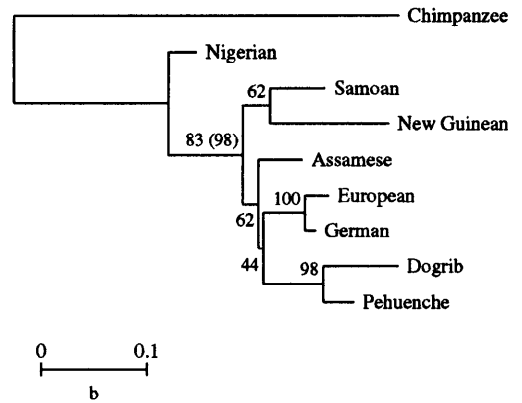 Chimpanzee
Nigerian
62 Samoan
New Guinean
83 (98)
Assamese
100 European
62
German
44 98 Dogrib
Pehuenche
0 0.1
b